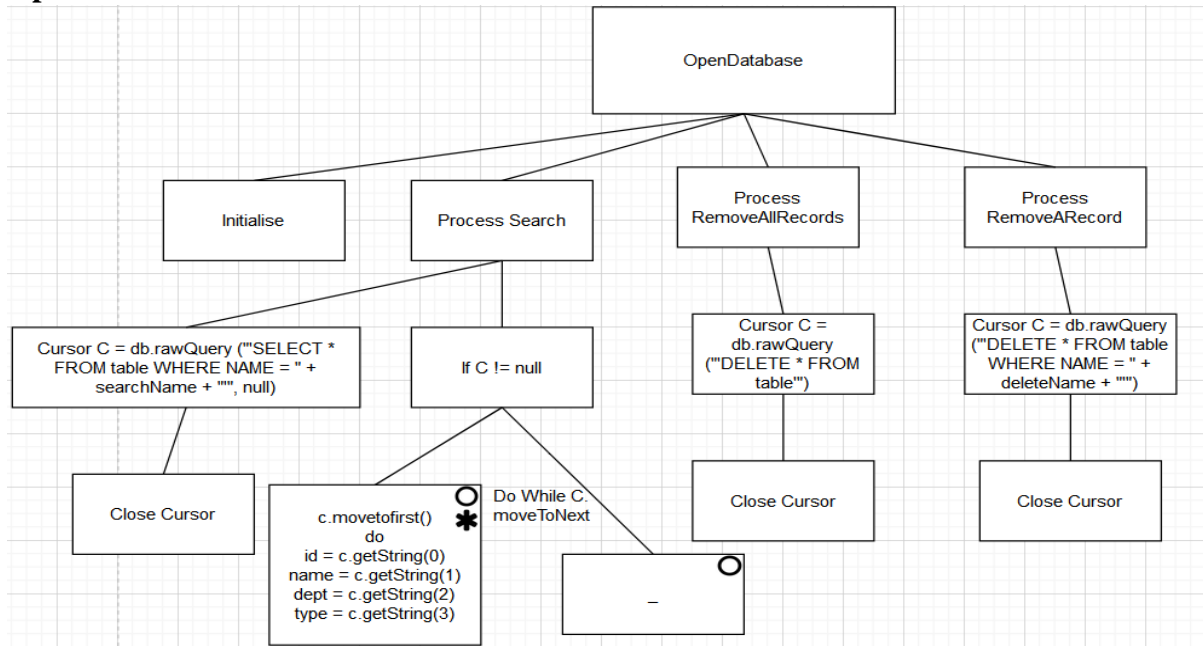 OpenDatabase
Initialise
Process Search
Process
RemoveAllRecords
Process
RemoveARecord
Cursor C = db.rawQuery ("'SELECT *
FROM table WHERE NAME = " +
searchName + "'", null)
If C != null
Cursor C =
db.rawQuery
("'DELETE * FROM
table'")
Cursor C = db.rawQuery
("'DELETE * FROM table
WHERE NAME = " +
deleteName + "'")
Close Cursor
c.movetofirst()
do
id = c.getString(0)
name = c.getString(1)
dept = c.getString(2)
type = c.getString(3)
Do While C.
moveToNext
_
Close Cursor
Close Cursor